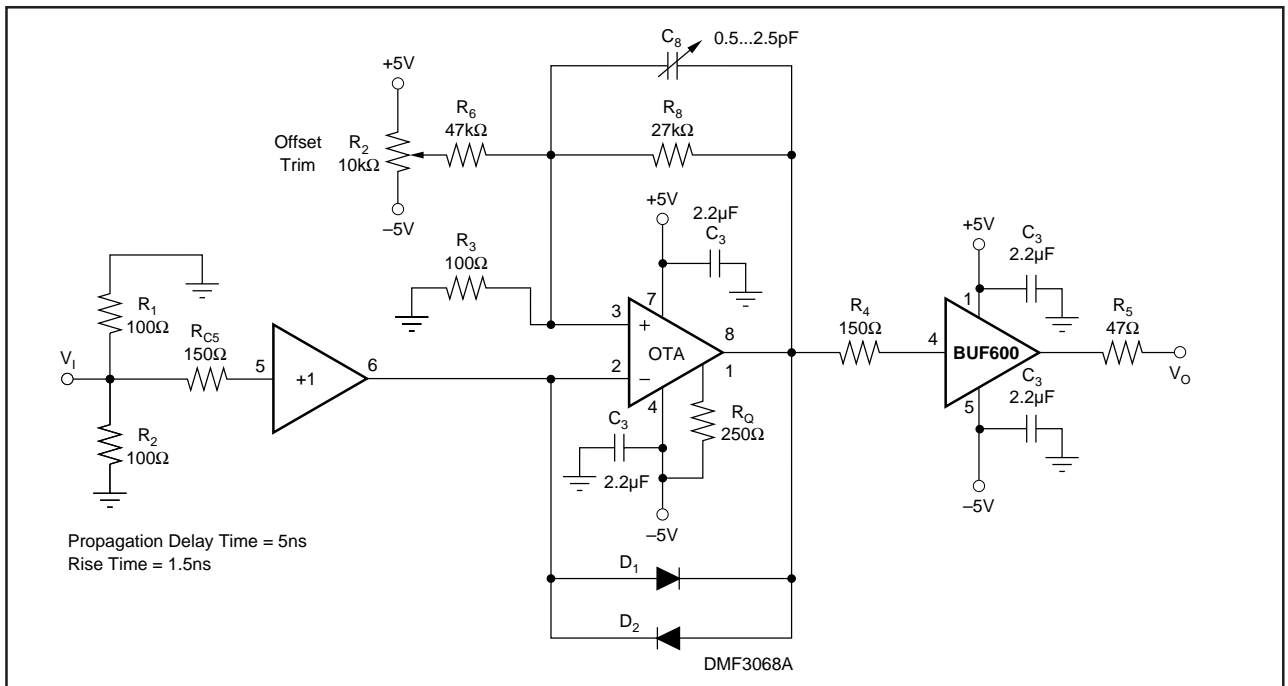 C8
0.5...2.5pF
+5V
R6
47kΩ
R8
27kΩ
Offset
Trim
R2
10kΩ
–5V
+5V
2.2µF
C3
+5V
C3
2.2µF
R3
100Ω
R1
100Ω
RC5
150Ω
VI
5
+1
6
3
+
7
OTA
8
2
–
4
1
C3
2.2µF
RQ
250Ω
–5V
R4
150Ω
4
1
BUF600
5
R5
47Ω
VO
C3
2.2µF
–5V
R2
100Ω
Propagation Delay Time = 5ns
Rise Time = 1.5ns
D1
D2
DMF3068A